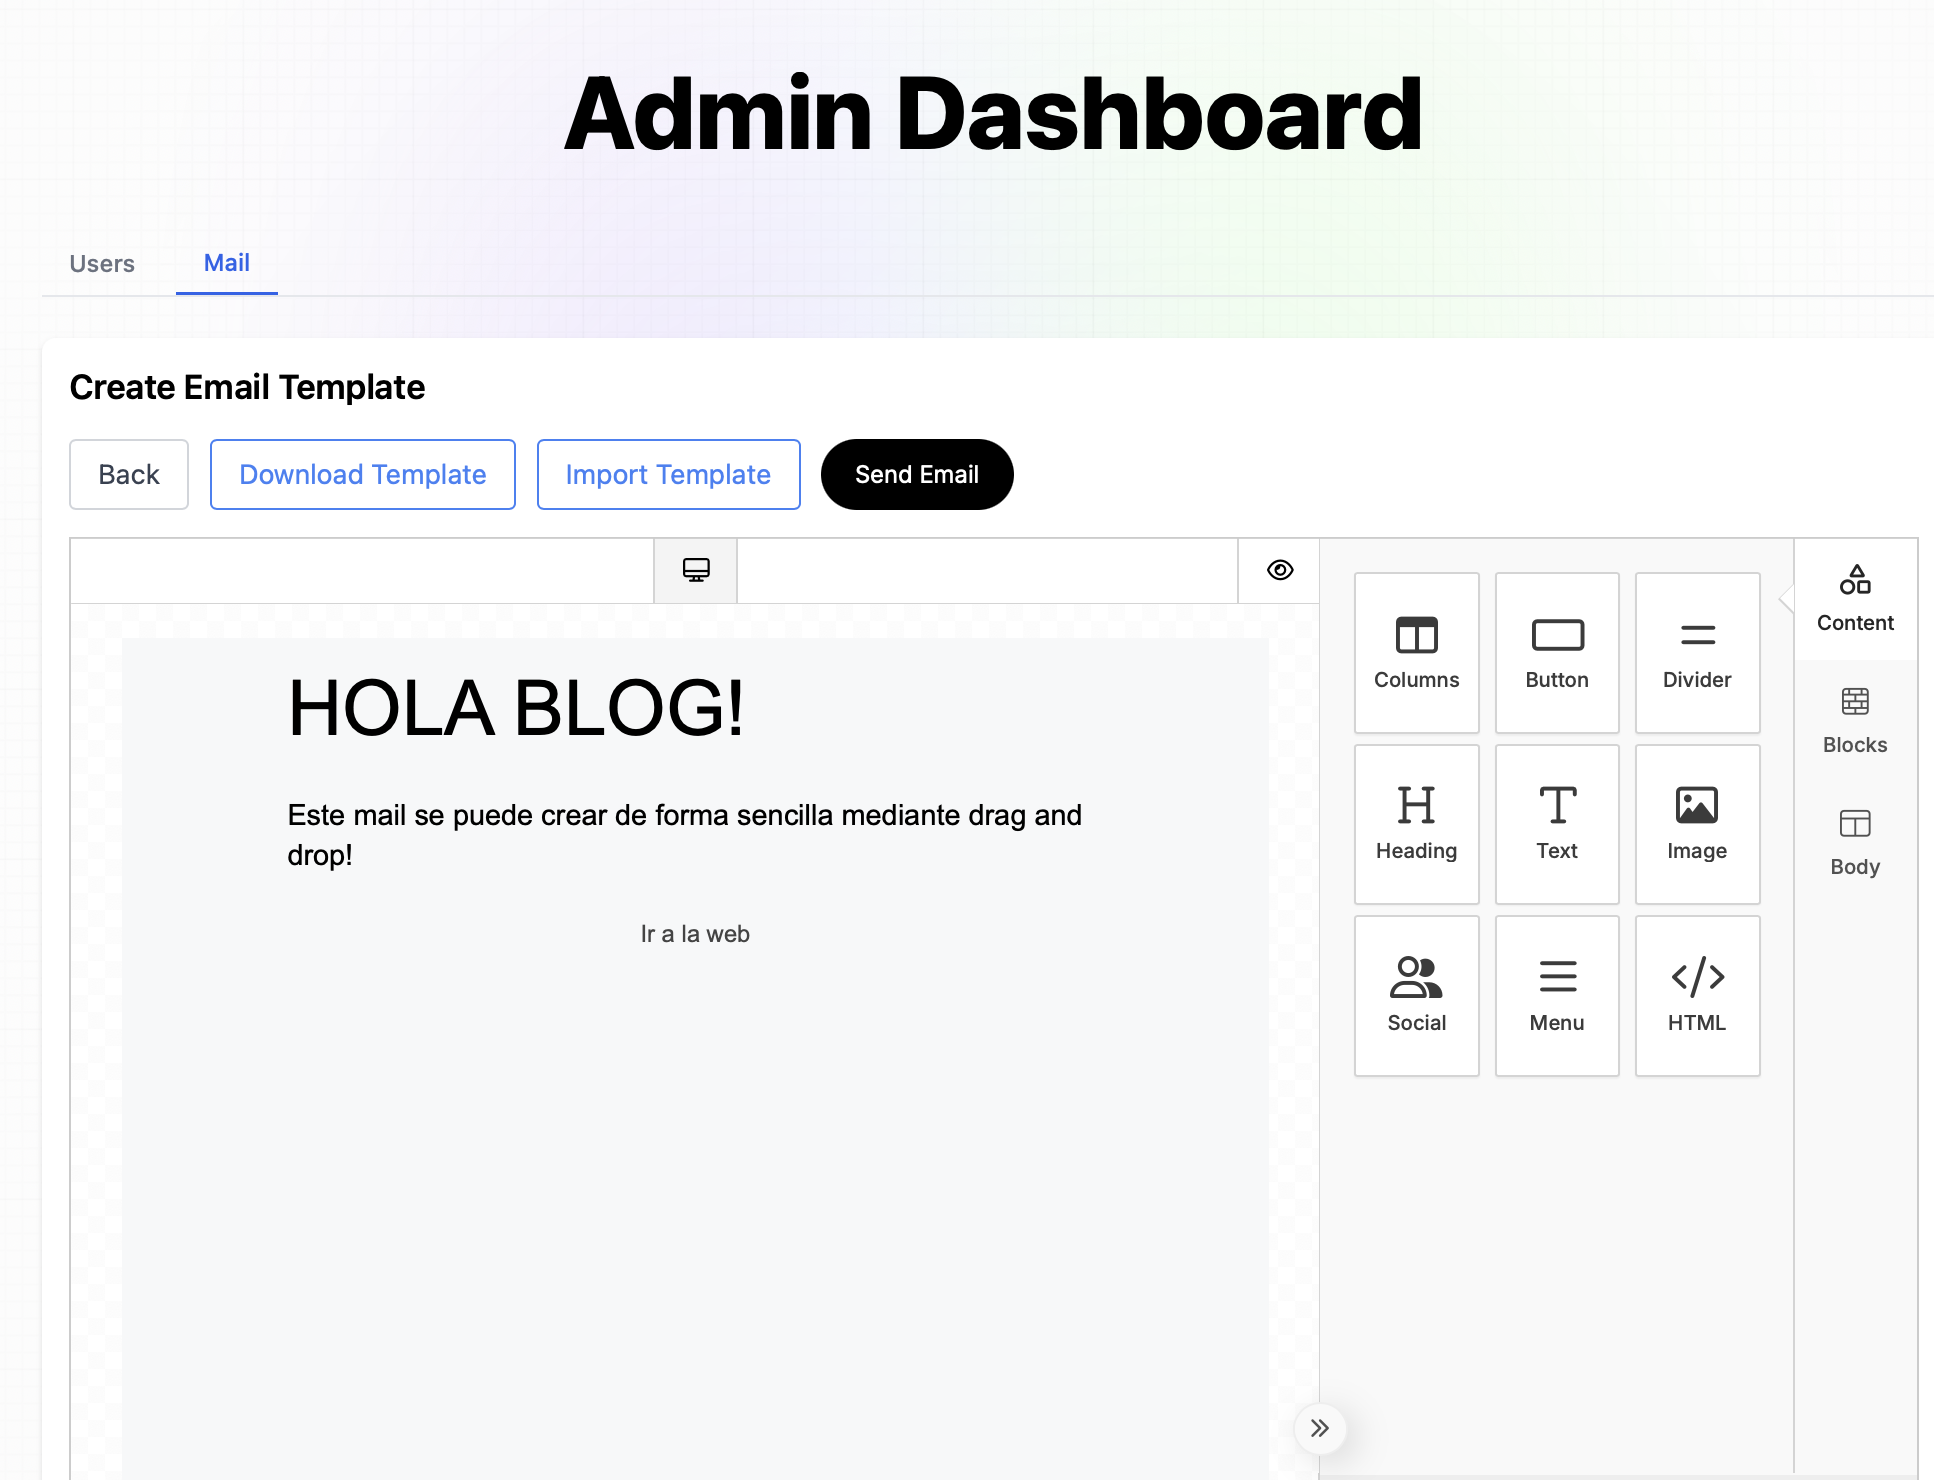 Admin Dashboard
Users
Mail
Create Email Template
Back
Download Template
Import Template
Send Email
HOLA BLOG!
Este mail se puede crear de forma sencilla mediante drag and
drop!
Ir a la web
Columns
Button
Divider
Heading
Text
Image
Social
Menu
HTML
Content
Blocks
Body